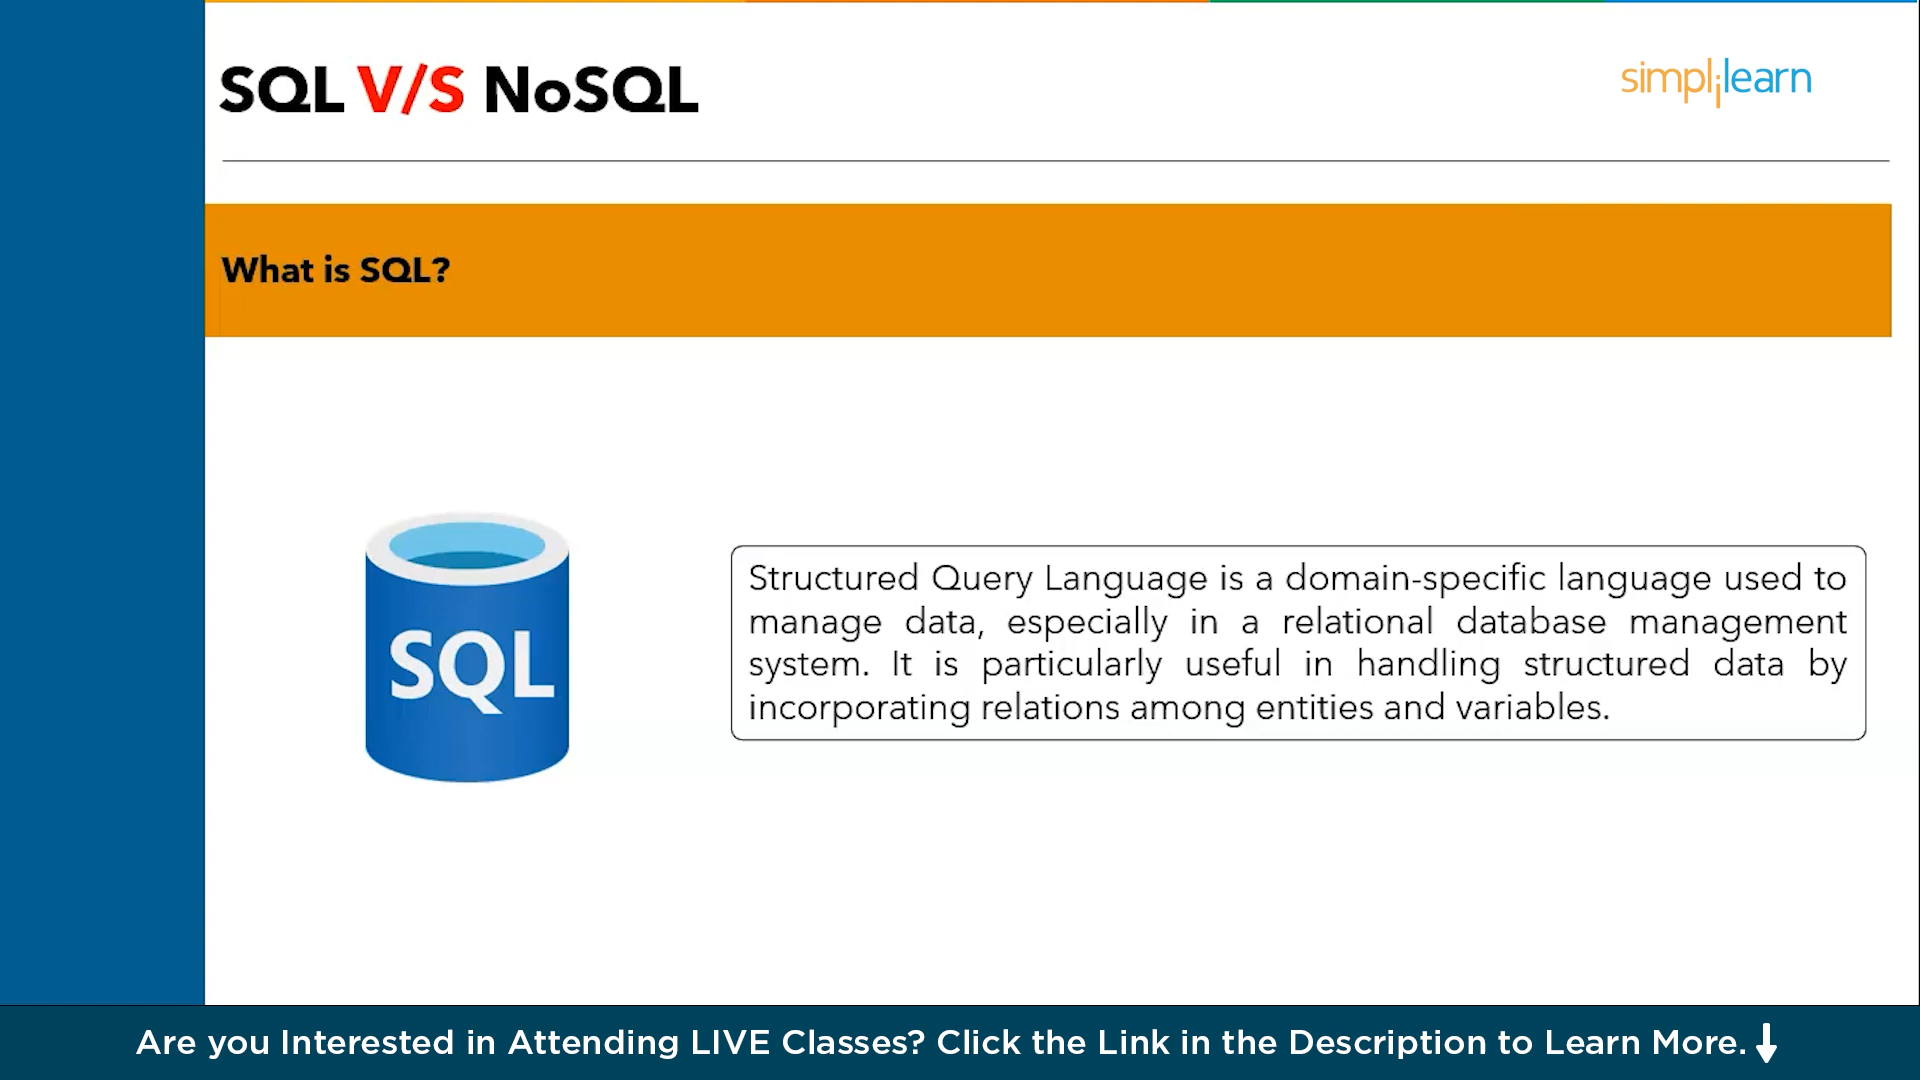 SQL V/S NoSQL
simplilearn
What is SQL?
SQL
Structured Query Language is a domain-specific language used to
manage data, especially in a relational database management
system. It is particularly useful in handling structured data by
incorporating relations among entities and variables.
Are you Interested in Attending LIVE Classes? Click the Link in the Description to Learn More.